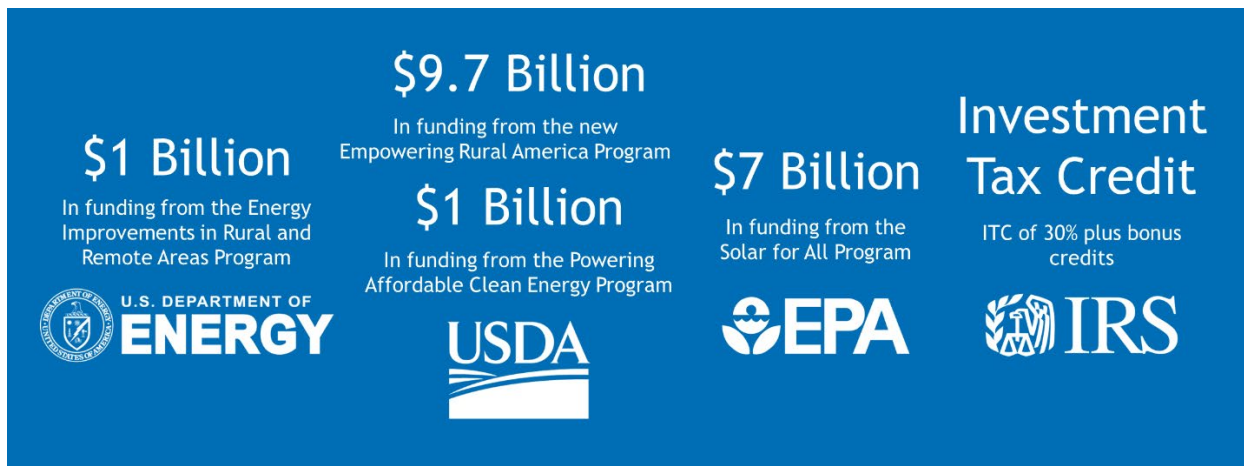 $1 Billion
In funding from the Energy
Improvements in Rural and
Remote Areas Program
U.S. DEPARTMENT OF
ENERGY
$9.7 Billion
In funding from the new
Empowering Rural America Program
$1 Billion
In funding from the Powering
Affordable Clean Energy Program
USDA
$7 Billion
In funding from the
Solar for All Program
EPA
Investment
Tax Credit
ITC of 30% plus bonus
credits
IRS